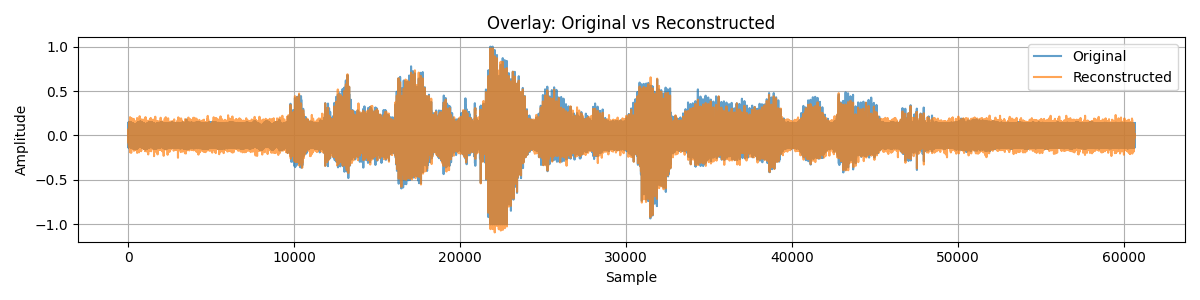 Overlay: Original vs Reconstructed
1.0
0.5
0.0
−0.5
−1.0
Amplitude
Original
Reconstructed
0 10000 20000 30000 40000 50000 60000
Sample